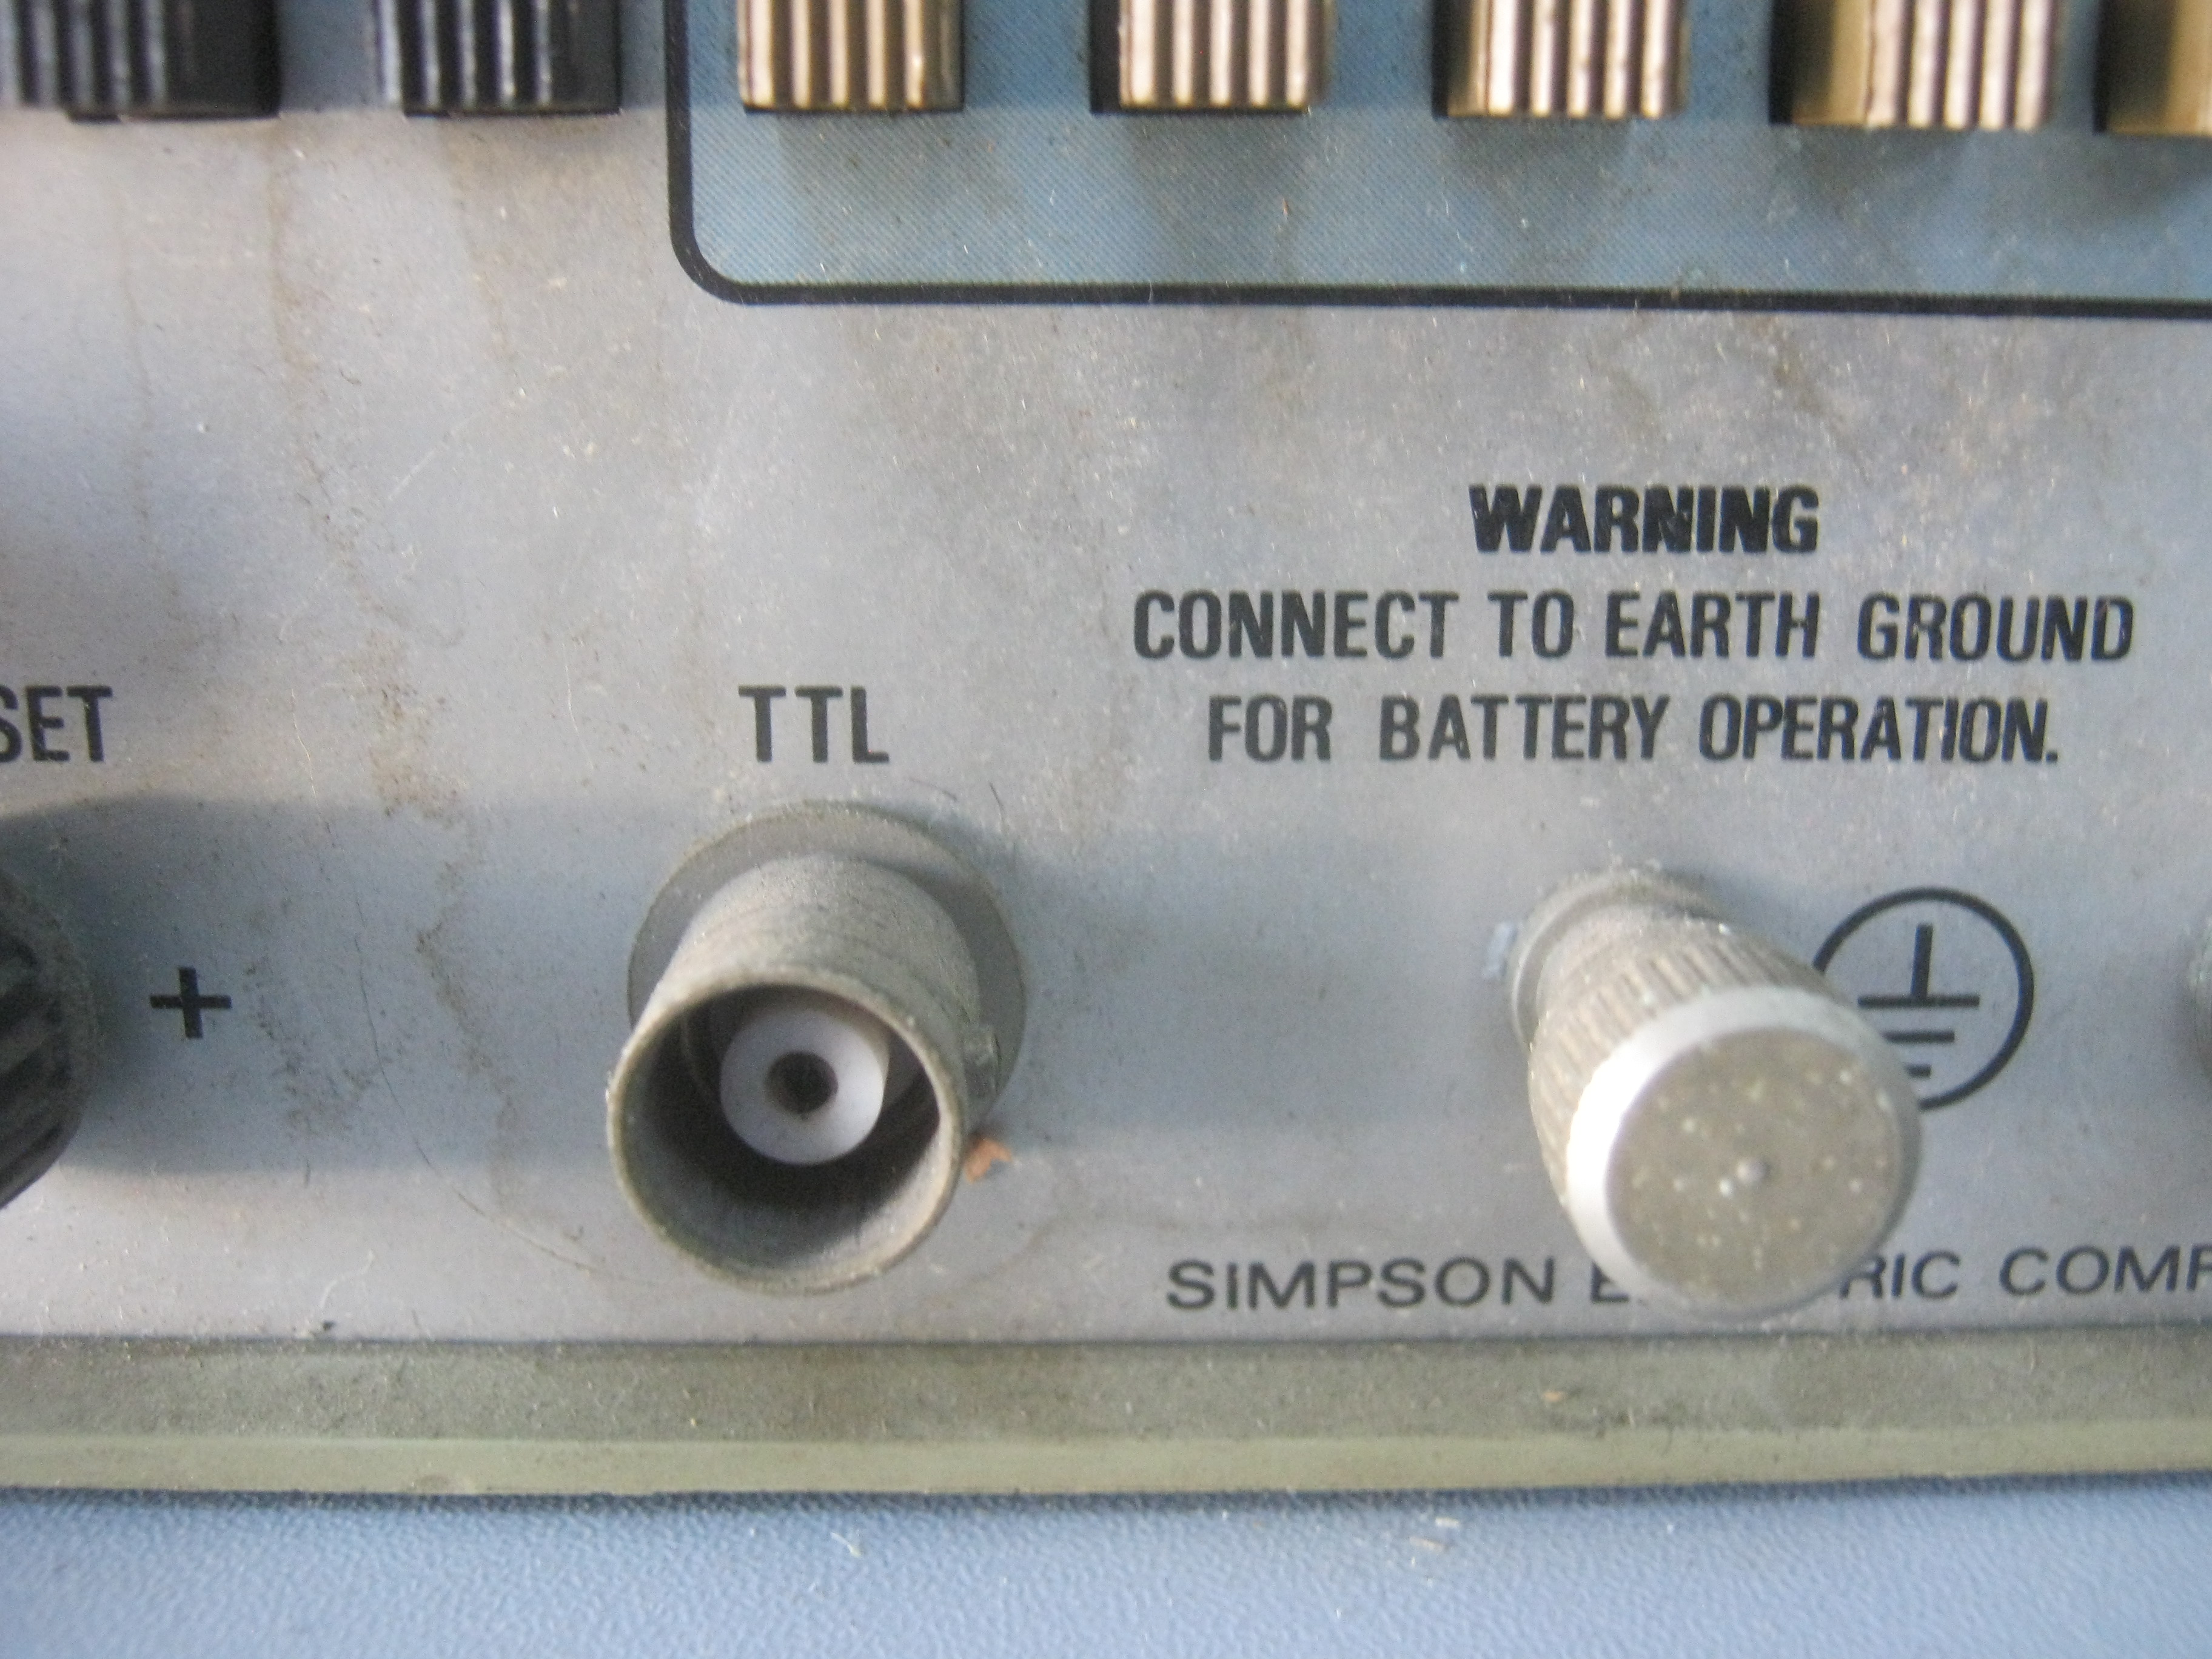 WARNING
CONNECT TO EARTH GROUND
FOR BATTERY OPERATION.
SET
TTL
+
SIMPSON